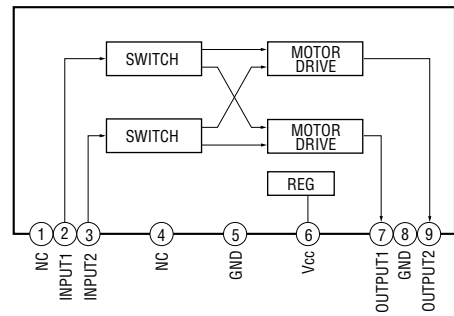 SWITCH
MOTOR
DRIVE
SWITCH
MOTOR
DRIVE
REG
1 2 3 4 5 6 7 8 9
NC
INPUT1
INPUT2
NC
GND
Vcc
OUTPUT1
GND
OUTPUT2